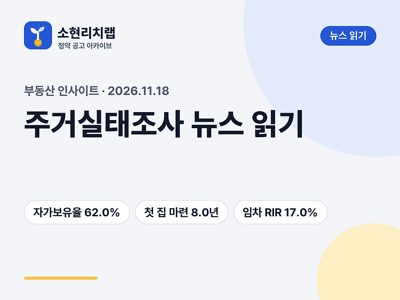 소현리치랩
청약 공고 아카이브
뉴스 읽기
부동산 인사이트 · 2026.11.18
주거실태조사 뉴스 읽기
자가보유율 62.0%
첫 집 마련 8.0년
임차 RIR 17.0%